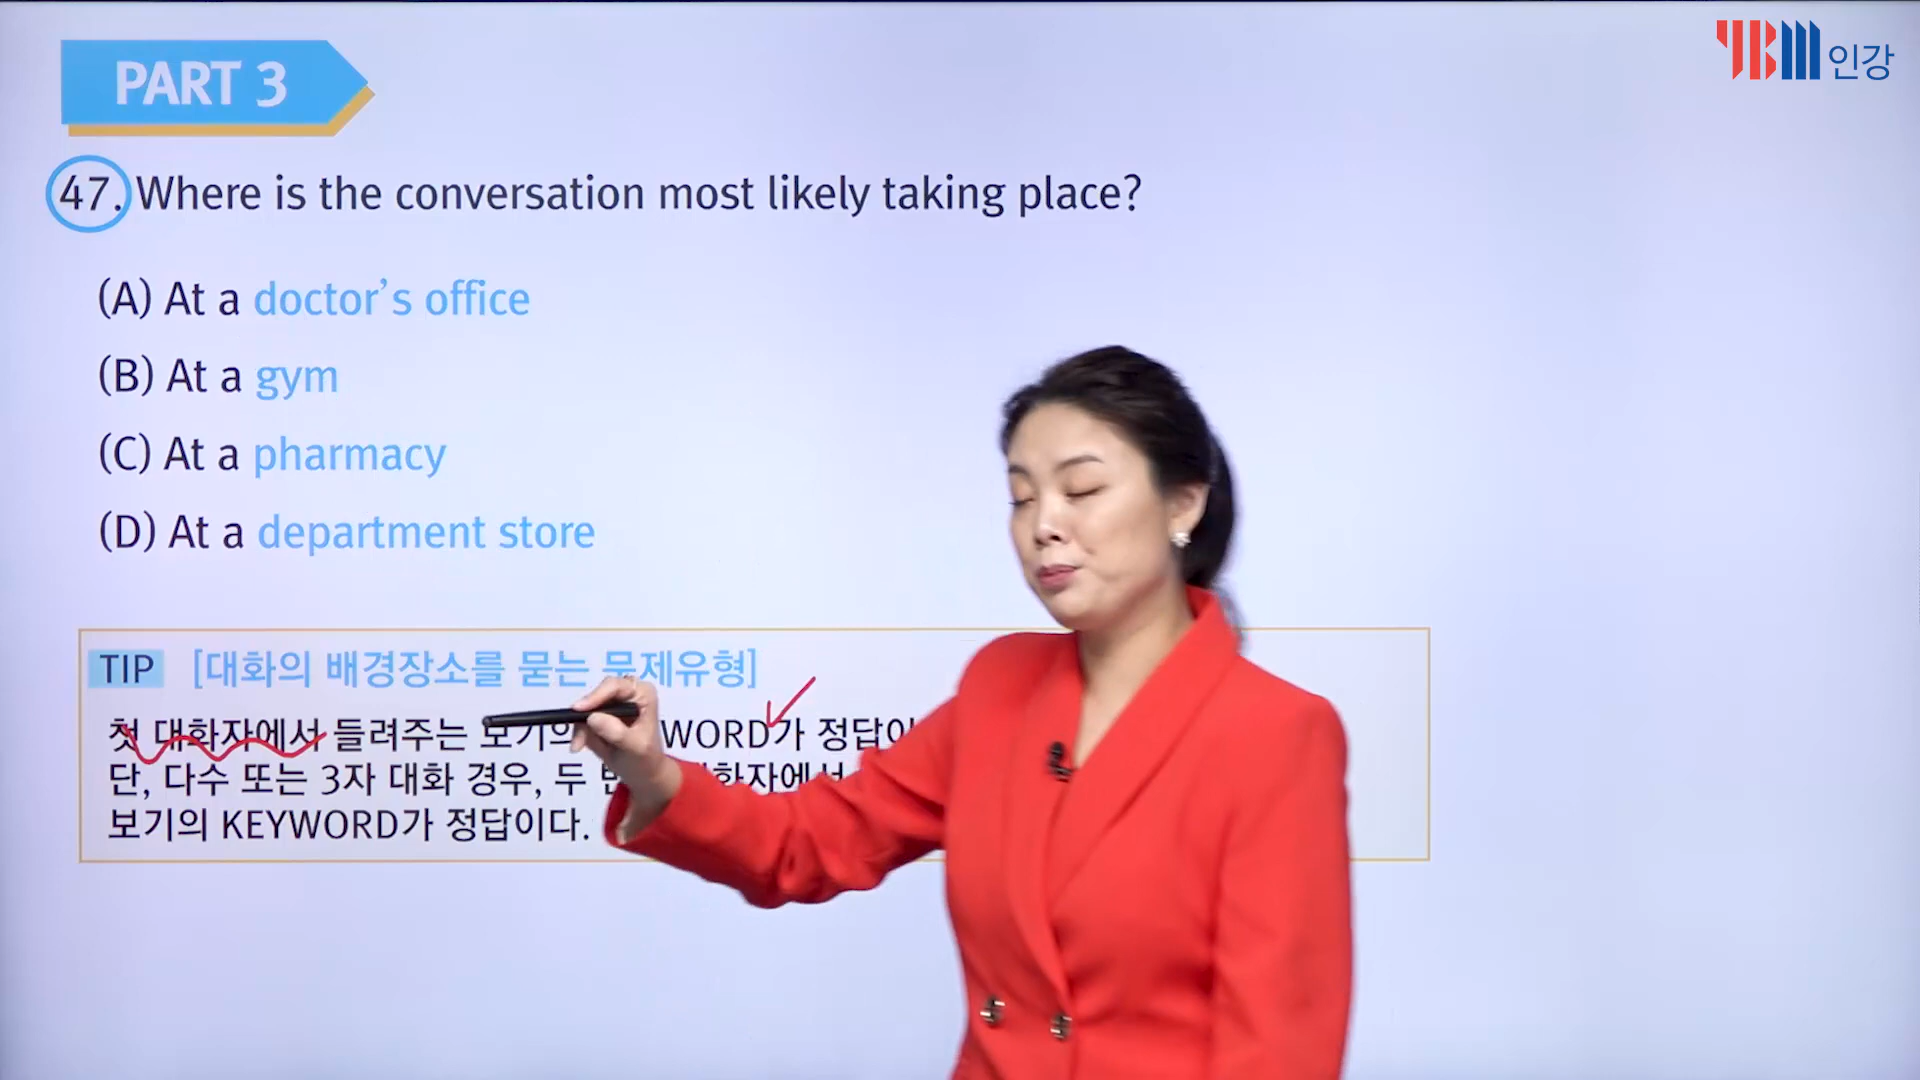 PART 3
YBM 인강
47. Where is the conversation most likely taking place?
(A) At a doctor's office
(B) At a gym
(C) At a pharmacy
(D) At a department store
TIP [대화의 배경장소를 묻는 문제유형]
첫 대화자에서 들려주는 보기의 WORD가
단, 다수 또는 3자 대화 경우, 두
보기의 KEYWORD가 정답이다.